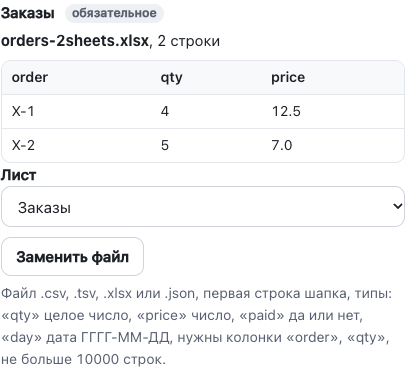 Заказы обязательное
orders-2sheets.xlsx, 2 строки
order qty price
X-1 4 12.5
X-2 5 7.0
Лист
Заказы
Заменить файл
Файл .csv, .tsv, .xlsx или .json, первая строка шапка, типы:
«qty» целое число, «price» число, «paid» да или нет,
«day» дата ГГГГ-ММ-ДД, нужны колонки «order», «qty»,
не больше 10000 строк.